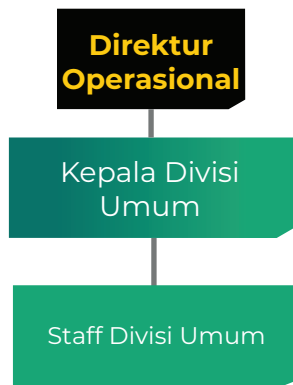 Direktur
Operasional
Kepala Divisi
Umum
Staff Divisi Umum